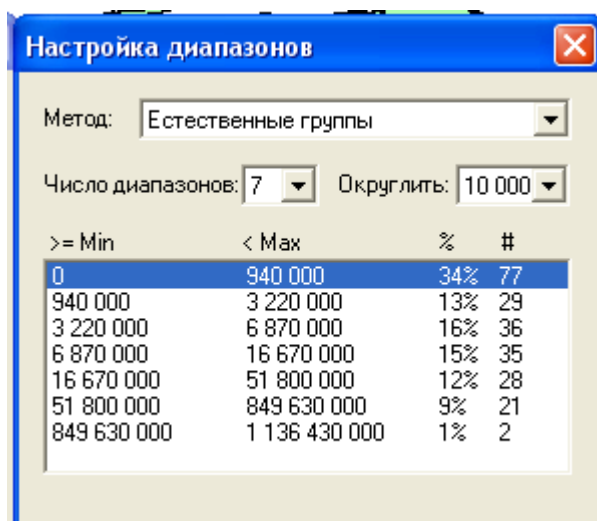 Настройка диапазонов
Метод: Естественные группы
Число диапазонов: 7 Округлить: 10 000
>= Min < Max % #
0 940 000 34% 77
940 000 3 220 000 13% 29
3 220 000 6 870 000 16% 36
6 870 000 16 670 000 15% 35
16 670 000 51 800 000 12% 28
51 800 000 849 630 000 9% 21
849 630 000 1 136 430 000 1% 2